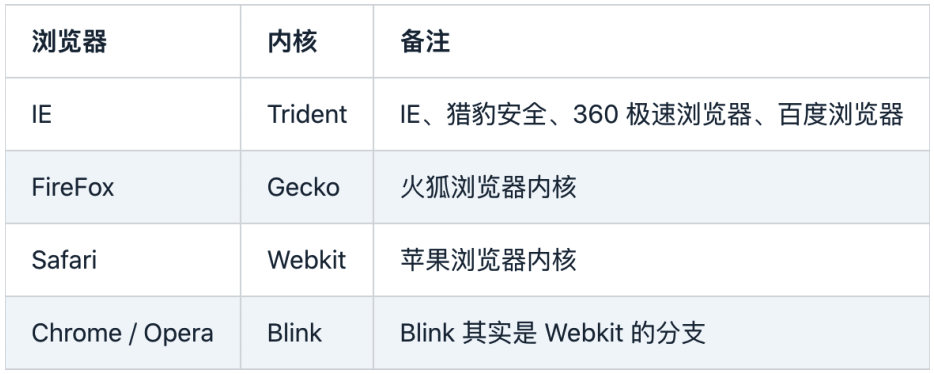 浏览器 内核 备注
IE Trident IE、猎豹安全、360 极速浏览器、百度浏览器
FireFox Gecko 火狐浏览器内核
Safari Webkit 苹果浏览器内核
Chrome / Opera Blink Blink 其实是 Webkit 的分支